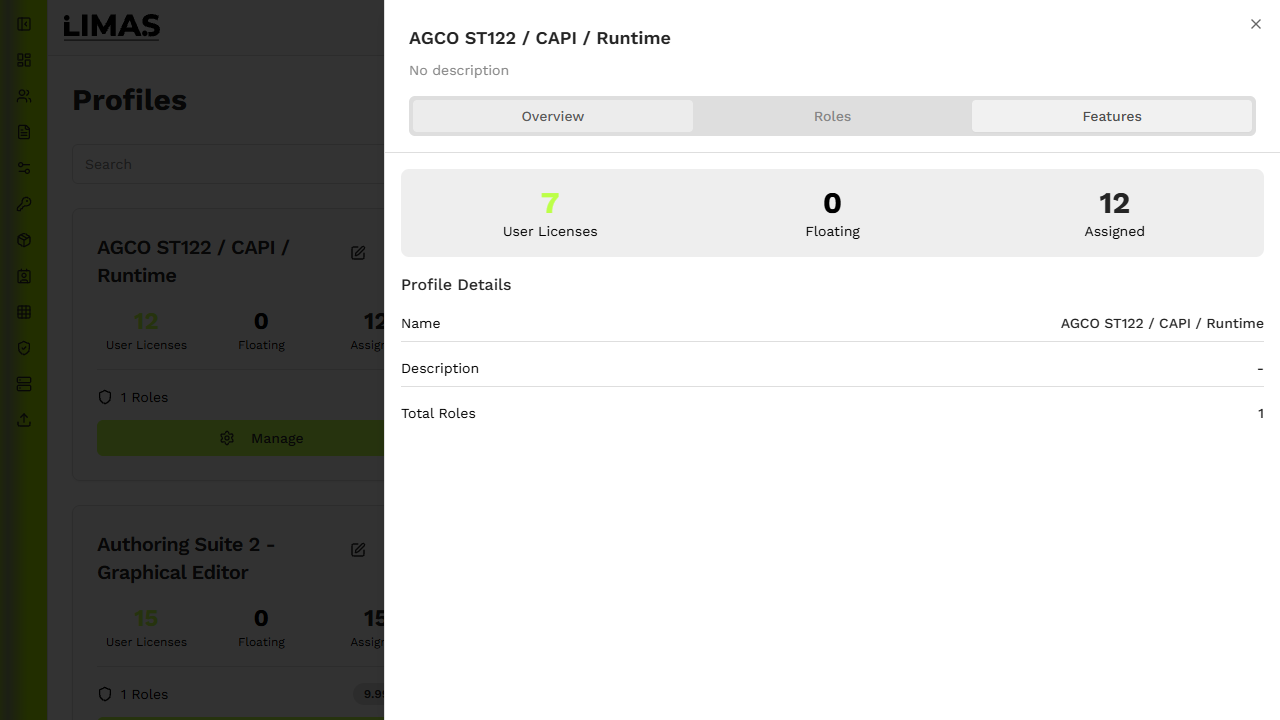 LIMAS
Profiles
Search
AGCO ST122 / CAPI /
Runtime
12
0
12
User Licenses
Floating
Assign
1 Roles
Manage
Authoring Suite 2 -
Graphical Editor
15
0
15
User Licenses
Floating
Assign
1 Roles
AGCO ST122 / CAPI / Runtime
No description
Overview
Roles
Features
7
0
12
User Licenses
Floating
Assigned
Profile Details
Name
AGCO ST122 / CAPI / Runtime
Description
-
Total Roles
1